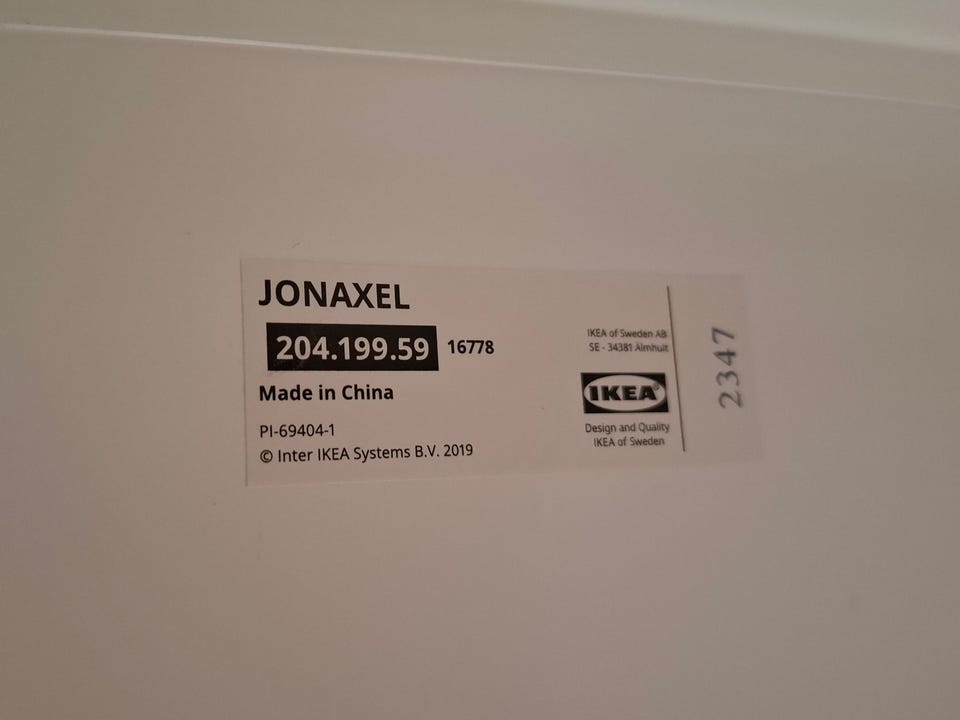 JONAXEL
204.199.59 16778
Made in China
PI-69404-1
© Inter IKEA Systems B.V. 2019
IKEA of Sweden AB
SE - 34381 Älmhult
IKEA®
Design and Quality
IKEA of Sweden
2347